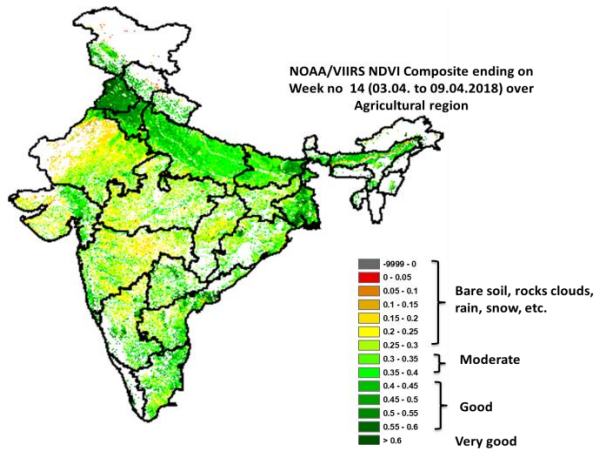 NOAA/VIIRS NDVI Composite ending on
Week no 14 (03.04. to 09.04.2018) over
Agricultural region
-9999 - 0
0 - 0.05
0.05 - 0.1
0.1 - 0.15
0.15 - 0.2
0.2 - 0.25
0.25 - 0.3
0.3 - 0.35
0.35 - 0.4
0.4 - 0.45
0.45 - 0.5
0.5 - 0.55
0.55 - 0.6
> 0.6
Bare soil, rocks clouds,
rain, snow, etc.
Moderate
Good
Very good